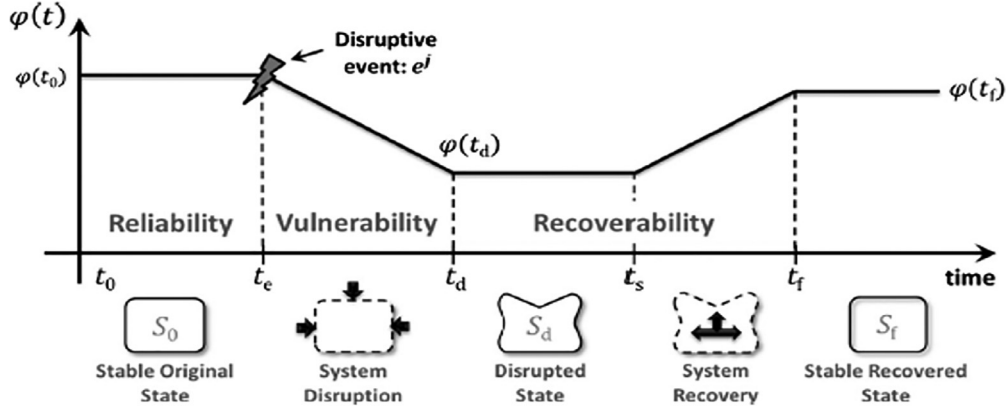 φ(t)
Disruptive
event: e^j
φ(t₀)
φ(t_f)
φ(t_d)
Reliability
Vulnerability
Recoverability
t₀
t_e
t_d
t_s
t_f
time
S₀
S_d
S_f
Stable Original
State
System
Disruption
Disrupted
State
System
Recovery
Stable Recovered
State